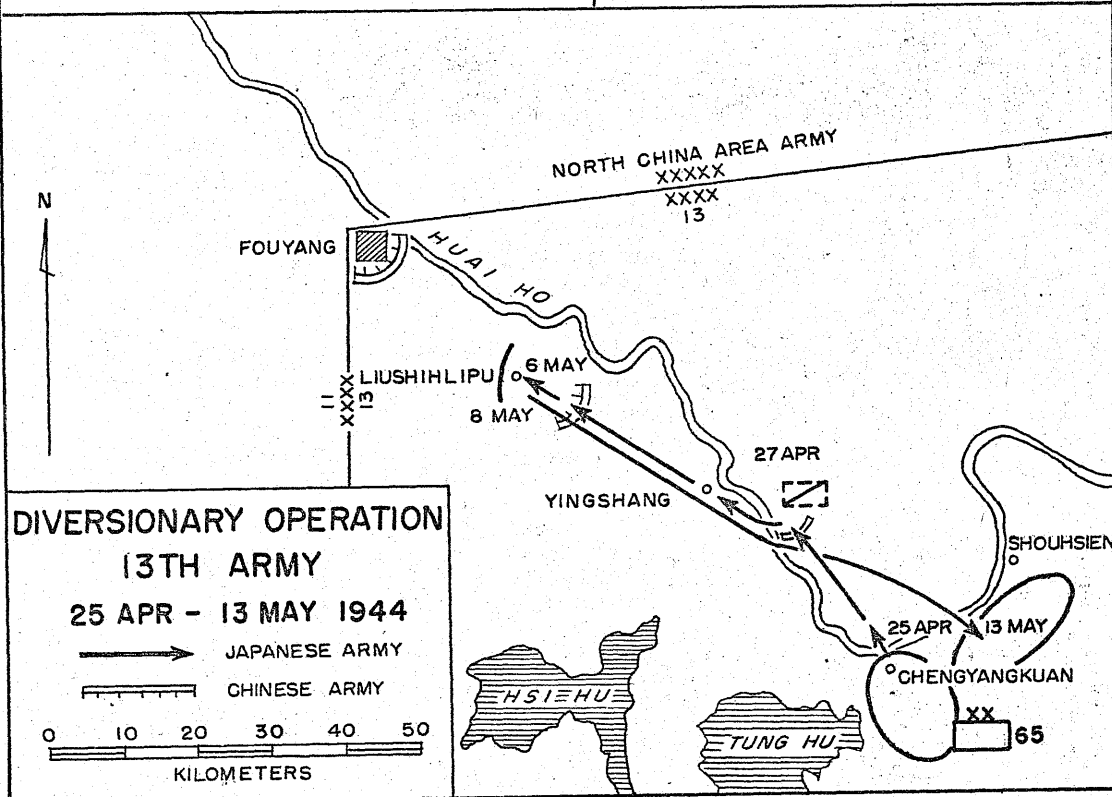 NORTH CHINA AREA ARMY
XXXXX
XXXX
13
N
FOUYANG
HUAI HO
LIUSHIHLIPU
6 MAY
8 MAY
11
XXXX
13
27 APR
YINGSHANG
SHOUHSIEN
25 APR
13 MAY
CHENGYANGKUAN
XX
65
HSI HU
TUNG HU
DIVERSIONARY OPERATION
13TH ARMY
25 APR - 13 MAY 1944
JAPANESE ARMY
CHINESE ARMY
0 10 20 30 40 50
KILOMETERS